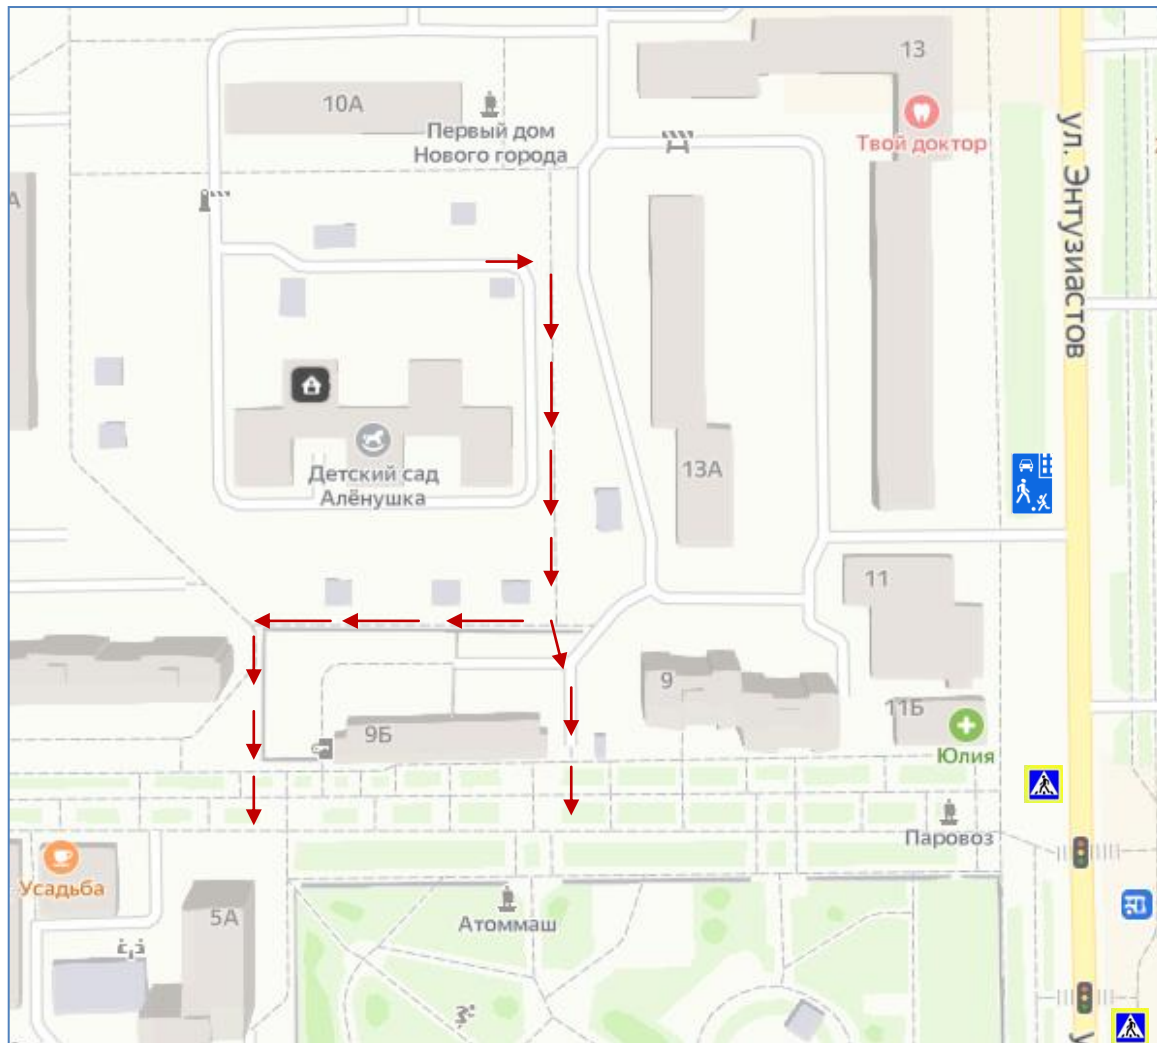 13
10А
Первый дом
Нового города
Твой доктор
ул. Энтузиастов
А
13А
Детский сад
Алёнушка
11
9
9Б
11Б
Юлия
Паровоз
Усадьба
5А
Атоммаш
у